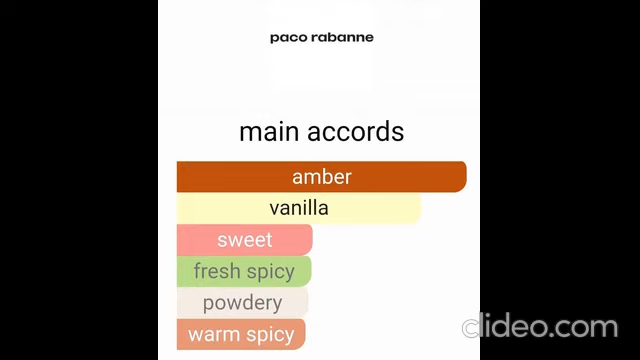 paco rabanne
main accords
amber
vanilla
sweet
fresh spicy
powdery
warm spicy
clideo.com